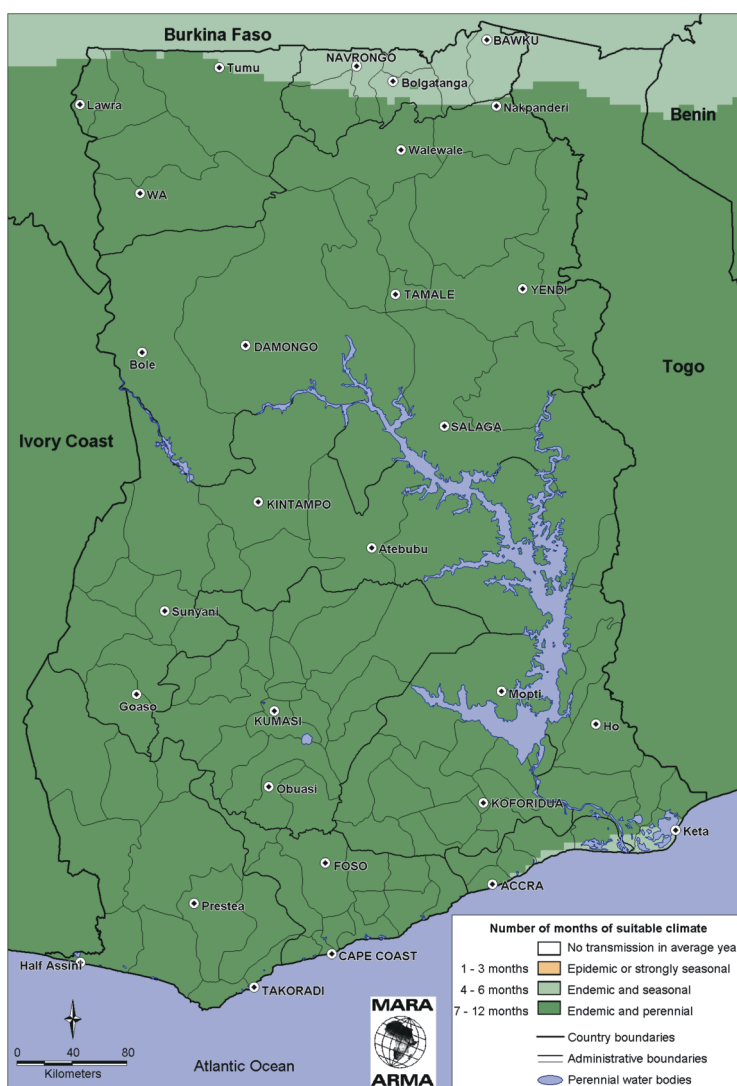 Burkina Faso
BAWKU
NAVRONGO
Tumu
Bolgatanga
Lawra
Nakpanderi
Benin
Walewale
WA
TAMALE
YENDI
DAMONGO
Bole
Togo
Ivory Coast
SALAGA
KINTAMPO
Atebubu
Sunyani
Goaso
Mopti
KUMASI
Ho
Obuasi
KOFORIDUA
Keta
FOSO
ACCRA
Prestea
CAPE COAST
Half Assini
TAKORADI
Number of months of suitable climate
No transmission in average yea
1 - 3 months Epidemic or strongly seasonal
4 - 6 months Endemic and seasonal
7 - 12 months Endemic and perennial
Country boundaries
Administrative boundaries
Perennial water bodies
MARA
ARMA
0 40 80
Kilometers
Atlantic Ocean